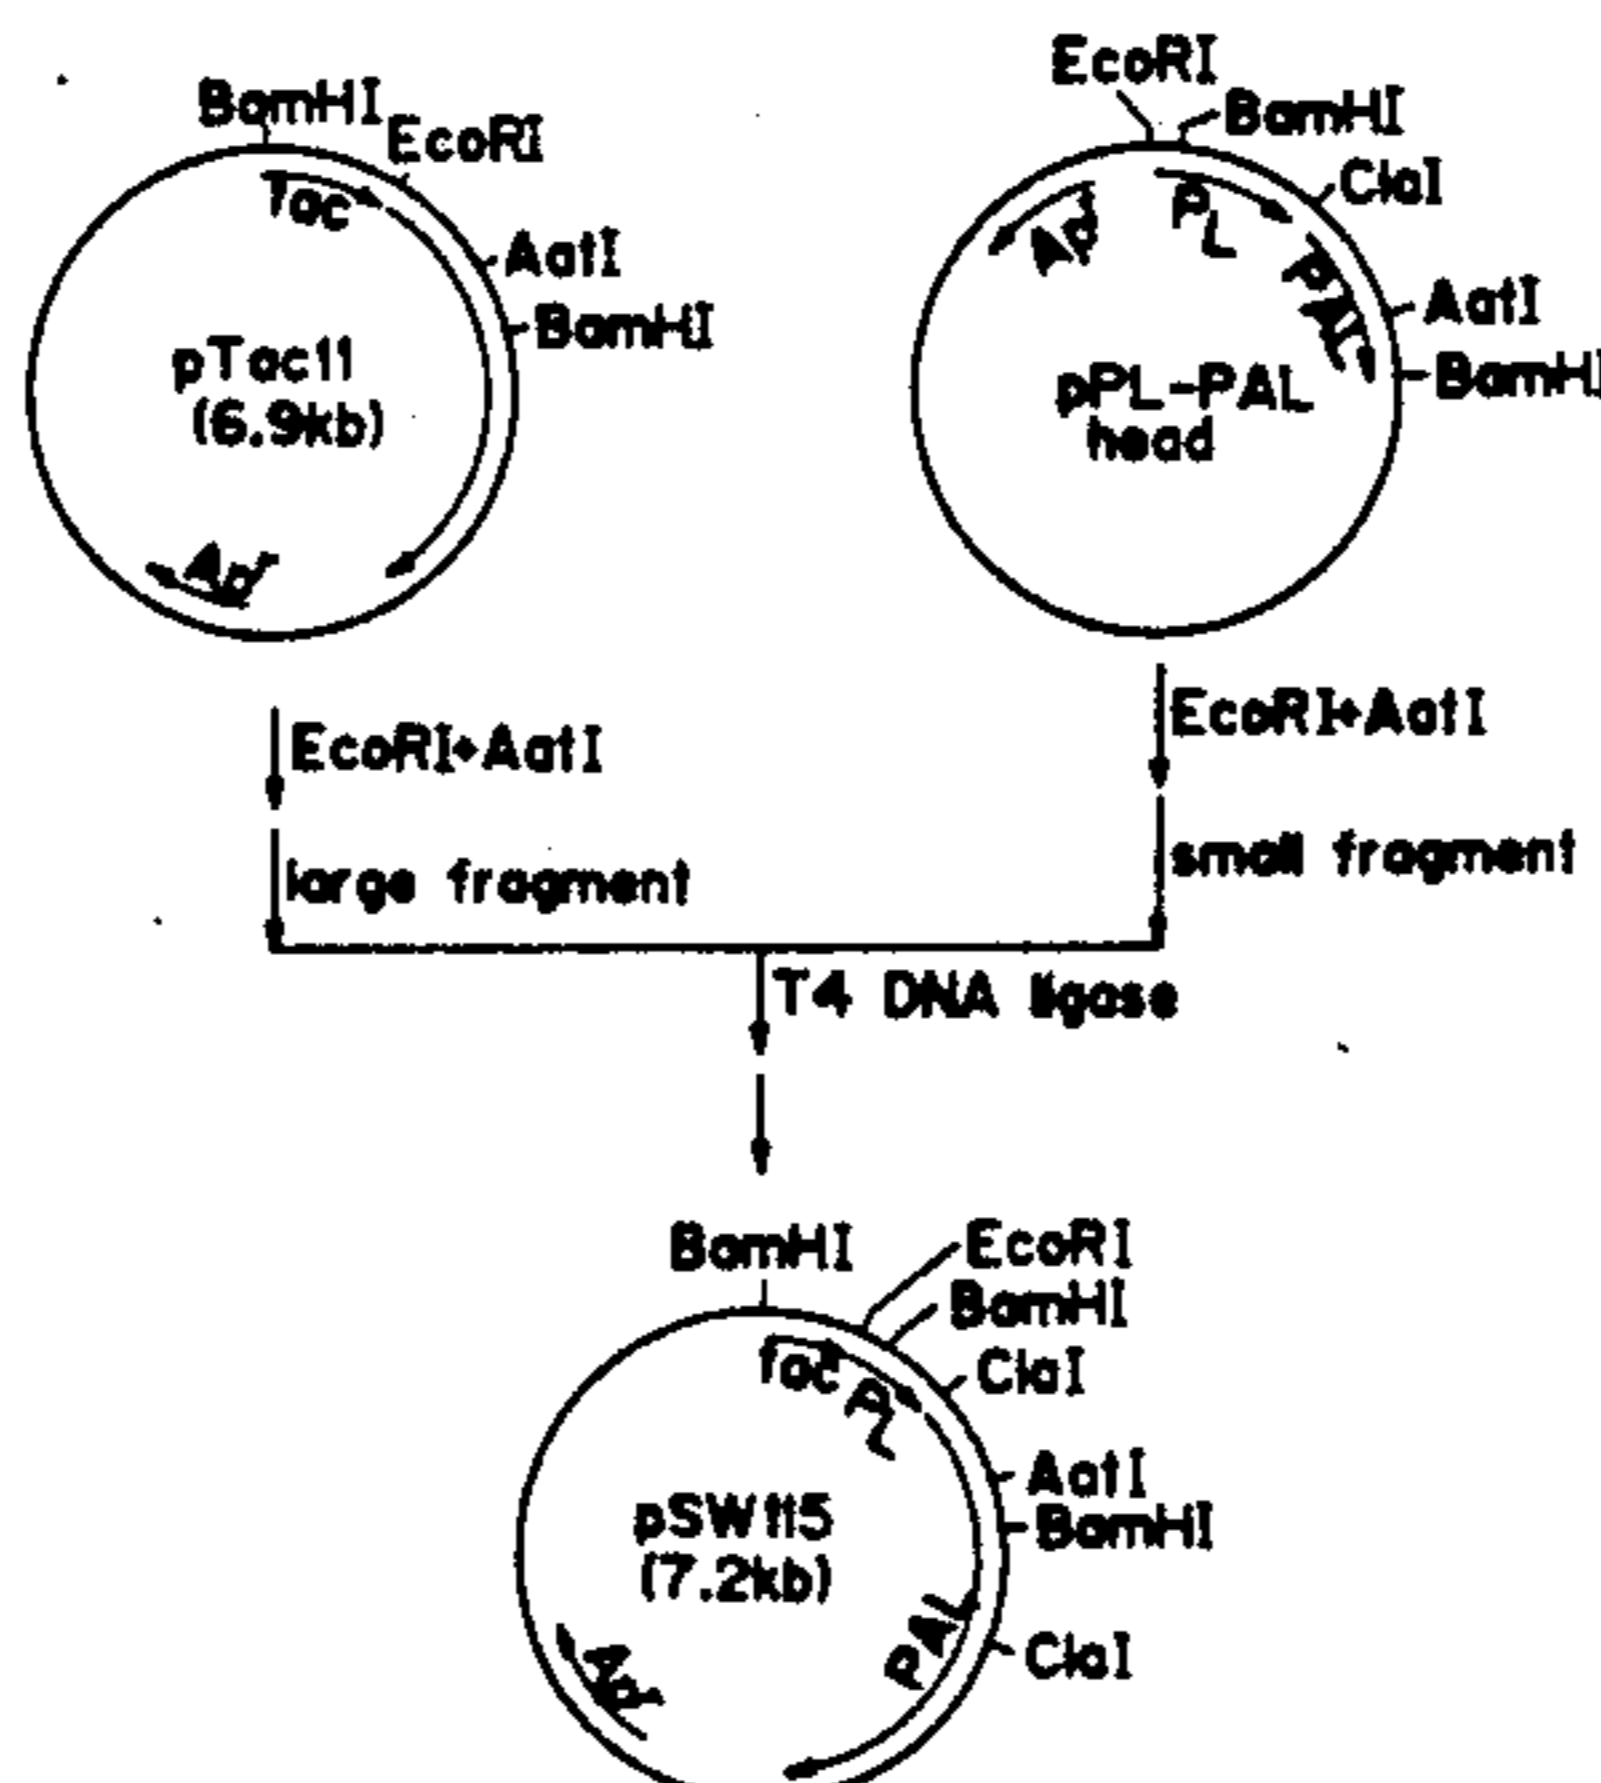 BamHI
EcoRI
Tac
AatI
BamHI
pTac11
(6.9kb)
Apr
EcoRI
BamHI
ClaI
PL
Apr
PAL
AatI
BamHI
pPL-PAL
head
EcoRI+AatI
large fragment
EcoRI+AatI
small fragment
T4 DNA ligase
BamHI
EcoRI
BamHI
ClaI
tac
PL
AatI
BamHI
pSW115
(7.2kb)
PAL
ClaI
Apr